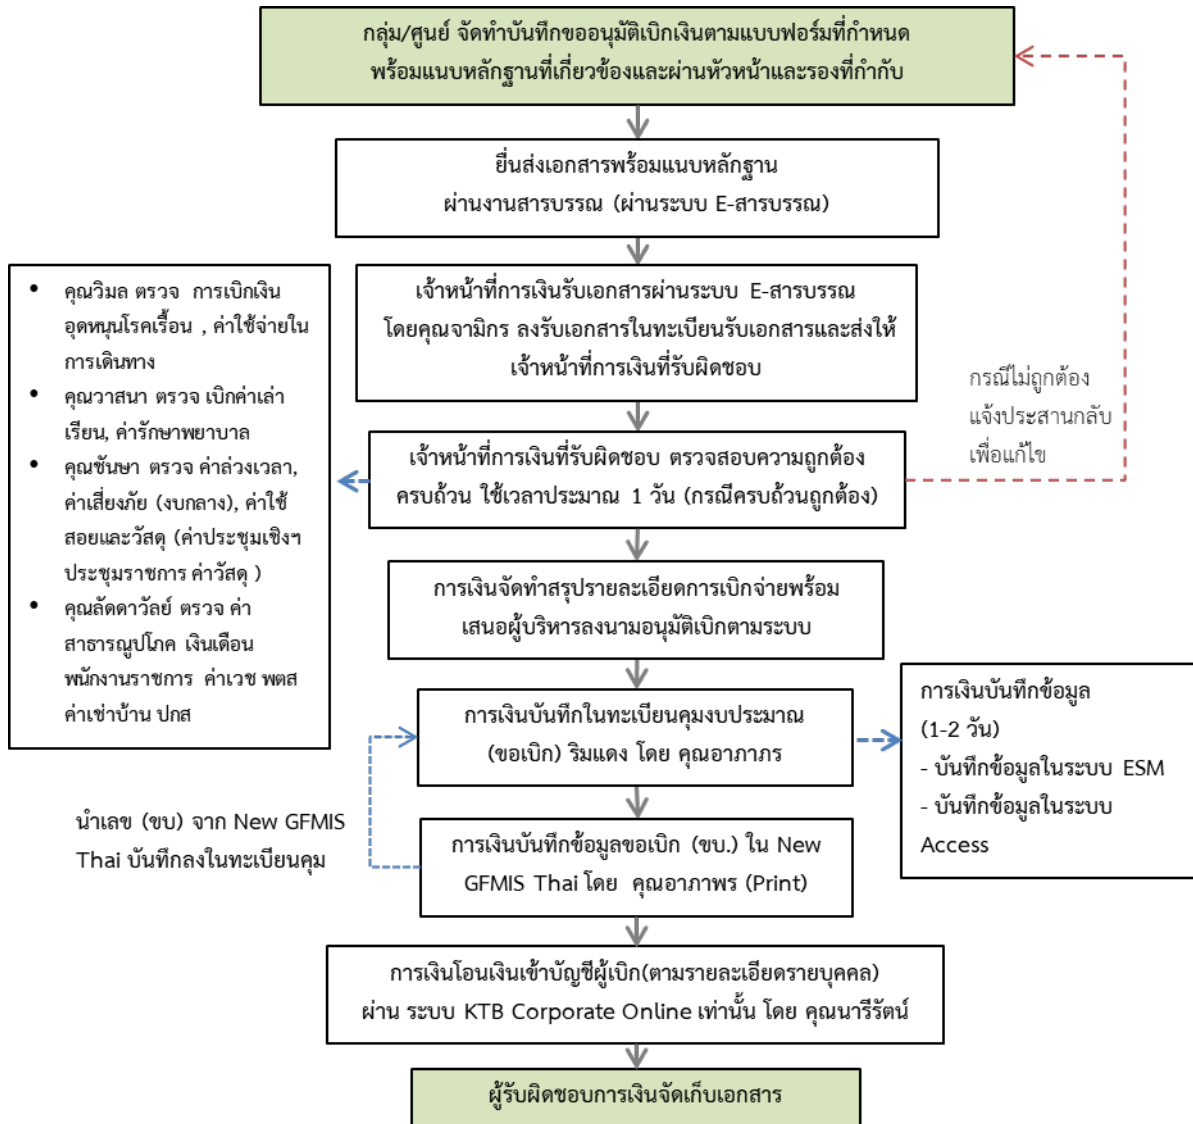 กลุ่ม/ศูนย์ จัดทำบันทึกขออนุมัติเบิกเงินตามแบบฟอร์มที่กำหนด
พร้อมแนบหลักฐานที่เกี่ยวข้องและผ่านหัวหน้าและรองที่กำกับ
ยื่นส่งเอกสารพร้อมแนบหลักฐาน
ผ่านงานสารบรรณ (ผ่านระบบ E-สารบรรณ)
เจ้าหน้าที่การเงินรับเอกสารผ่านระบบ E-สารบรรณ
โดยคุณจามิกร ลงรับเอกสารในทะเบียนรับเอกสารและส่งให้
เจ้าหน้าที่การเงินที่รับผิดชอบ
• คุณวิมล ตรวจ การเบิกเงิน
อุดหนุนโรคเรื้อน , ค่าใช้จ่ายใน
การเดินทาง
• คุณวาสนา ตรวจ เบิกค่าเล่า
เรียน, ค่ารักษาพยาบาล
• คุณชันษา ตรวจ ค่าล่วงเวลา,
ค่าเสี่ยงภัย (งบกลาง), ค่าใช้
สอยและวัสดุ (ค่าประชุมเชิงฯ
ประชุมราชการ ค่าวัสดุ )
• คุณลัดดาวัลย์ ตรวจ ค่า
สาธารณูปโภค เงินเดือน
พนักงานราชการ ค่าเวช พตส
ค่าเช่าบ้าน ปกส
กรณีไม่ถูกต้อง
แจ้งประสานกลับ
เพื่อแก้ไข
เจ้าหน้าที่การเงินที่รับผิดชอบ ตรวจสอบความถูกต้อง
ครบถ้วน ใช้เวลาประมาณ 1 วัน (กรณีครบถ้วนถูกต้อง)
การเงินจัดทำสรุปรายละเอียดการเบิกจ่ายพร้อม
เสนอผู้บริหารลงนามอนุมัติเบิกตามระบบ
การเงินบันทึกในทะเบียนคุมงบประมาณ
(ขอเบิก) ริมแดง โดย คุณอาภาภร
การเงินบันทึกข้อมูล
(1-2 วัน)
- บันทึกข้อมูลในระบบ ESM
- บันทึกข้อมูลในระบบ
Access
นำเลข (ขบ) จาก New GFMIS
Thai บันทึกลงในทะเบียนคุม
การเงินบันทึกข้อมูลขอเบิก (ขบ.) ใน New
GFMIS Thai โดย คุณอาภาพร (Print)
การเงินโอนเงินเข้าบัญชีผู้เบิก(ตามรายละเอียดรายบุคคล)
ผ่าน ระบบ KTB Corporate Online เท่านั้น โดย คุณนารีรัตน์
ผู้รับผิดชอบการเงินจัดเก็บเอกสาร